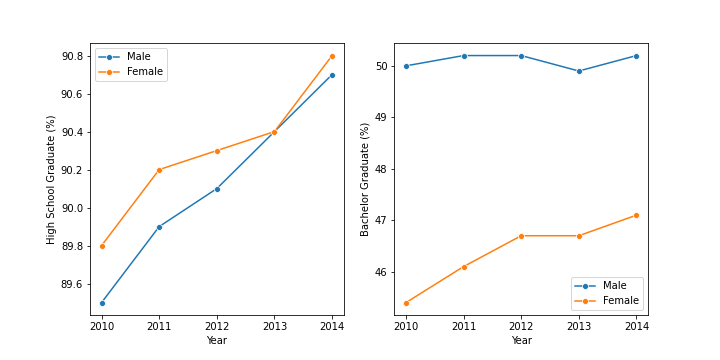 High School Graduate (%)
90.8
90.6
90.4
90.2
90.0
89.8
89.6
Male
Female
2010 2011 2012 2013 2014
Year
Bachelor Graduate (%)
50
49
48
47
46
Male
Female
2010 2011 2012 2013 2014
Year